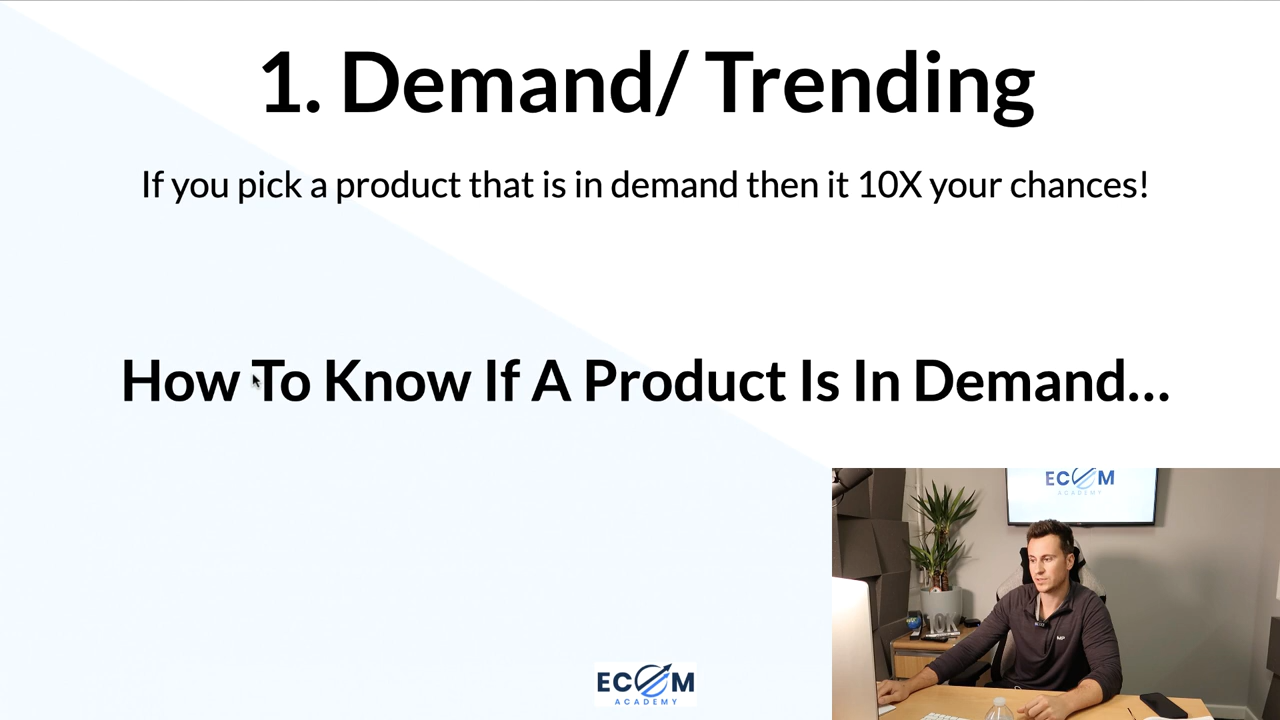 1. Demand/ Trending
If you pick a product that is in demand then it 10X your chances!
How To Know If A Product Is In Demand...
ECOM
ACADEMY
ECOM
ACADEMY